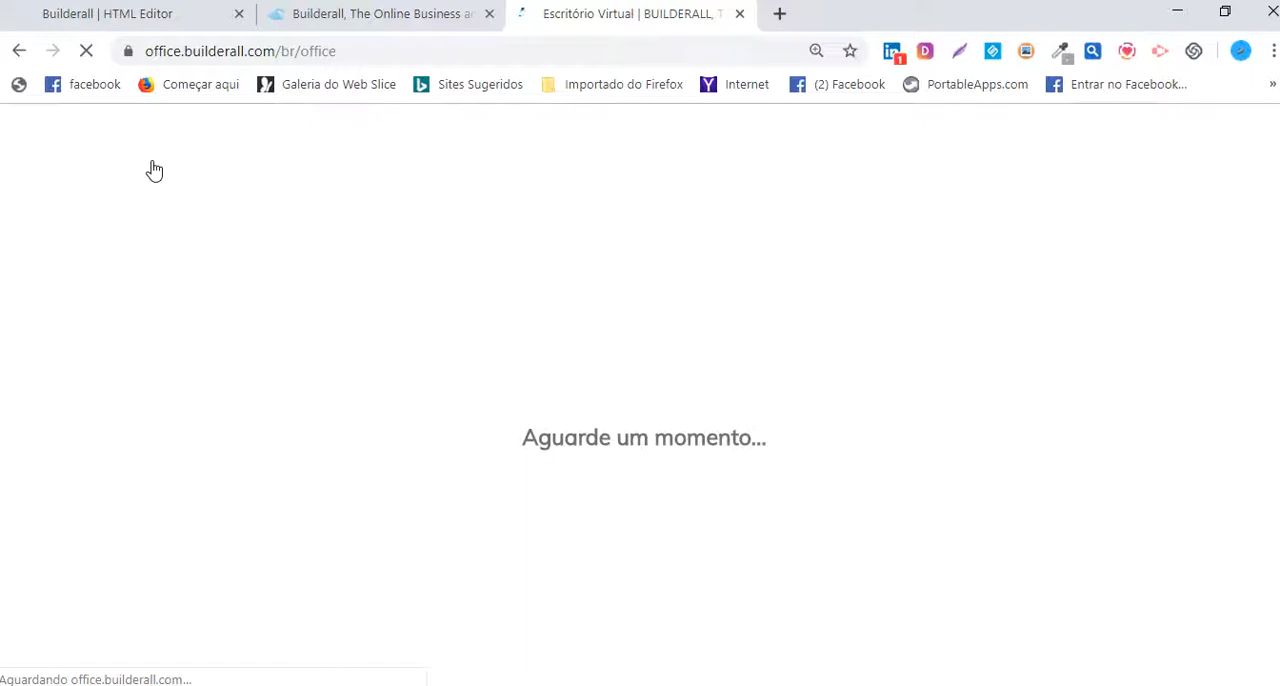 Builderall | HTML Editor
Builderall, The Online Business an
Escritório Virtual | BUILDERALL, T
office.builderall.com/br/office
1
D
facebook
Começar aqui
Galeria do Web Slice
Sites Sugeridos
Importado do Firefox
Internet
(2) Facebook
PortableApps.com
Entrar no Facebook...
»
Aguarde um momento...
Aguardando office.builderall.com...